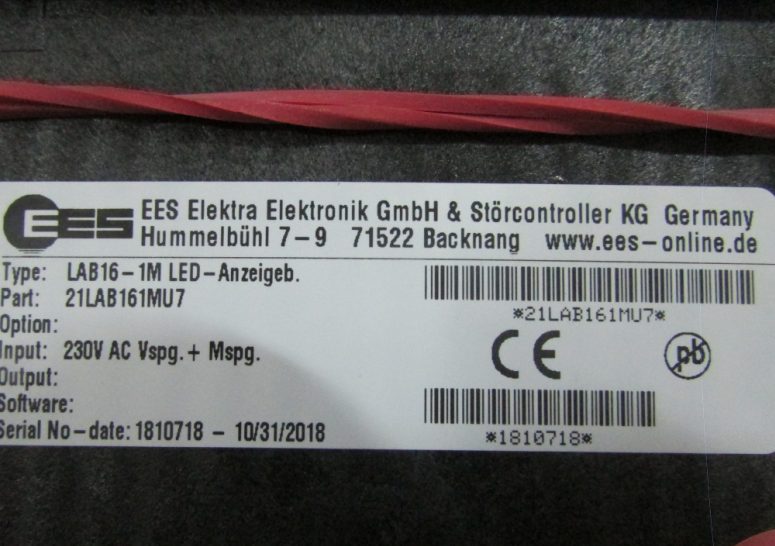 EES
EES Elektra Elektronik GmbH & Störcontroller KG Germany
Hummelbühl 7-9 71522 Backnang www.ees-online.de
Type: LAB16-1M LED-Anzeigeb.
Part: 21LAB161MU7
*21LAB161MU7*
Option:
Input: 230V AC Vspg. + Mspg.
CE
pb
Output:
Software:
Serial No-date: 1810718 - 10/31/2018
*1810718*